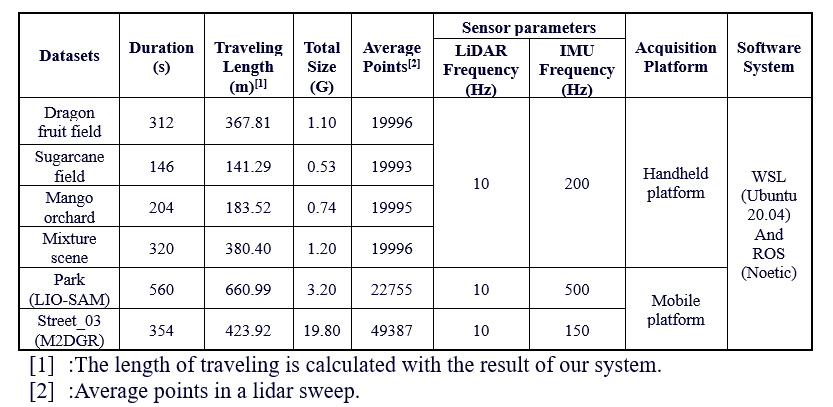 Datasets Duration (s) Traveling Length (m)[1] Total Size (G) Average Points[2] Sensor parameters Acquisition Platform Software System
LiDAR Frequency (Hz) IMU Frequency (Hz)
Dragon fruit field 312 367.81 1.10 19996 10 200 Handheld platform WSL (Ubuntu 20.04) And ROS (Noetic)
Sugarcane field 146 141.29 0.53 19993
Mango orchard 204 183.52 0.74 19995
Mixture scene 320 380.40 1.20 19996
Park (LIO-SAM) 560 660.99 3.20 22755 10 500 Mobile platform
Street_03 (M2DGR) 354 423.92 19.80 49387 10 150
[1] :The length of traveling is calculated with the result of our system.
[2] :Average points in a lidar sweep.